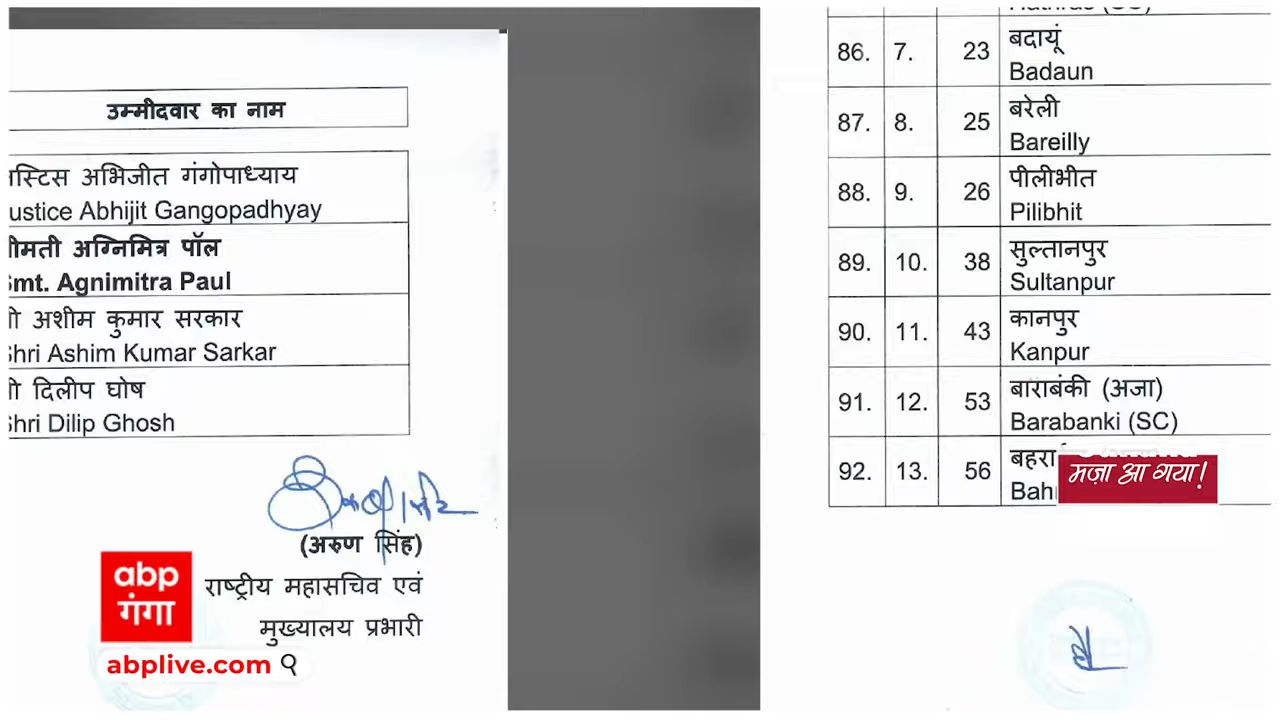 उम्मीदवार का नाम
स्टिस अभिजीत गंगोपाध्याय
ustice Abhijit Gangopadhyay
ीमती अग्निमित्र पॉल
mt. Agnimitra Paul
ी अशीम कुमार सरकार
hri Ashim Kumar Sarkar
ी दिलीप घोष
hri Dilip Ghosh
(अरुण सिंह)
राष्ट्रीय महासचिव एवं
मुख्यालय प्रभारी
abp
गंगा
abplive.com
86. 7. 23 बदायूं
Badaun
87. 8. 25 बरेली
Bareilly
88. 9. 26 पीलीभीत
Pilibhit
89. 10. 38 सुल्तानपुर
Sultanpur
90. 11. 43 कानपुर
Kanpur
91. 12. 53 बाराबंकी (अजा)
Barabanki (SC)
92. 13. 56 बहरा
Bah
मज़ा आ गया!